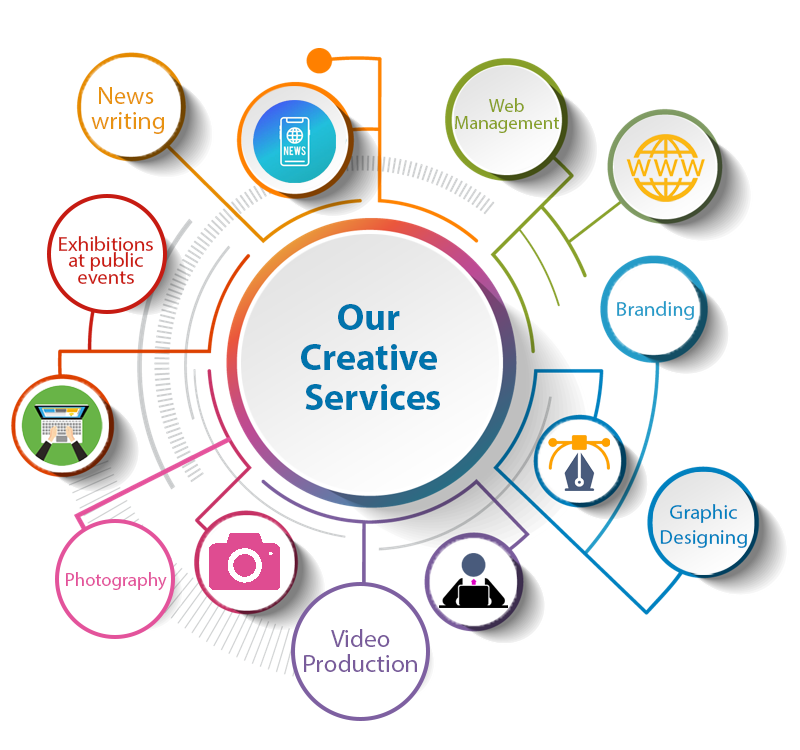 News
writing
NEWS
Web
Management
WWW
Exhibitions
at public
events
Branding
Our
Creative
Services
Graphic
Designing
Photography
Video
Production